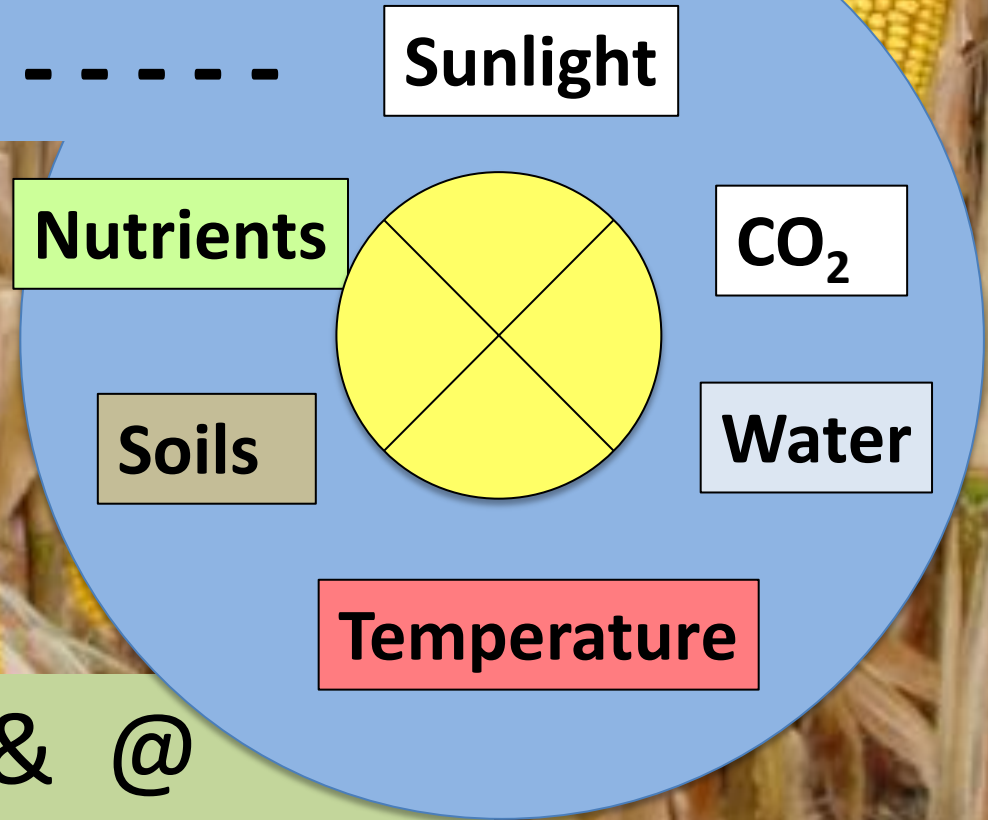 - - - - -
Sunlight
Nutrients
CO₂
Soils
Water
Temperature
& @